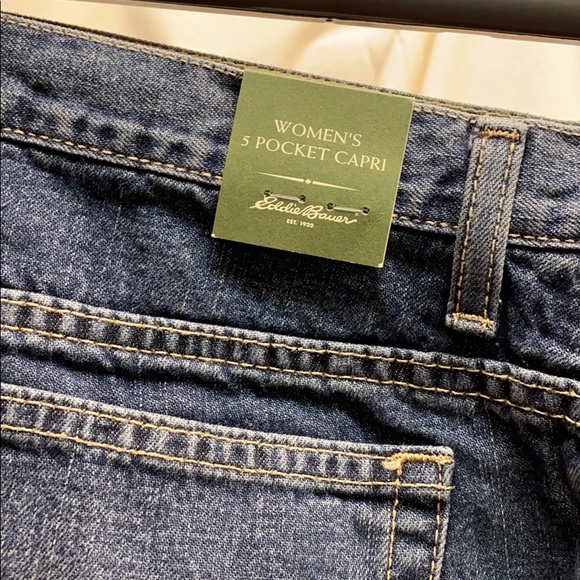 WOMEN'S
5 POCKET CAPRI
Eddie Bauer
EST. 1920